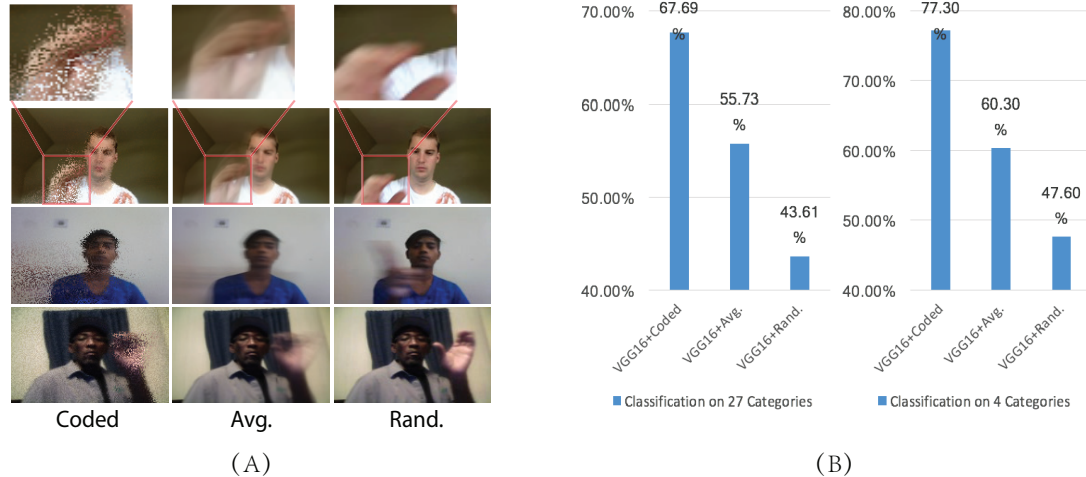 Coded
Avg.
Rand.
(A)
70.00%
60.00%
50.00%
40.00%
67.69
%
55.73
%
43.61
%
VGG16+Coded
VGG16+Avg.
VGG16+Rand.
Classification on 27 Categories
80.00%
70.00%
60.00%
50.00%
40.00%
77.30
%
60.30
%
47.60
%
VGG16+Coded
VGG16+Avg.
VGG16+Rand.
Classification on 4 Categories
(B)